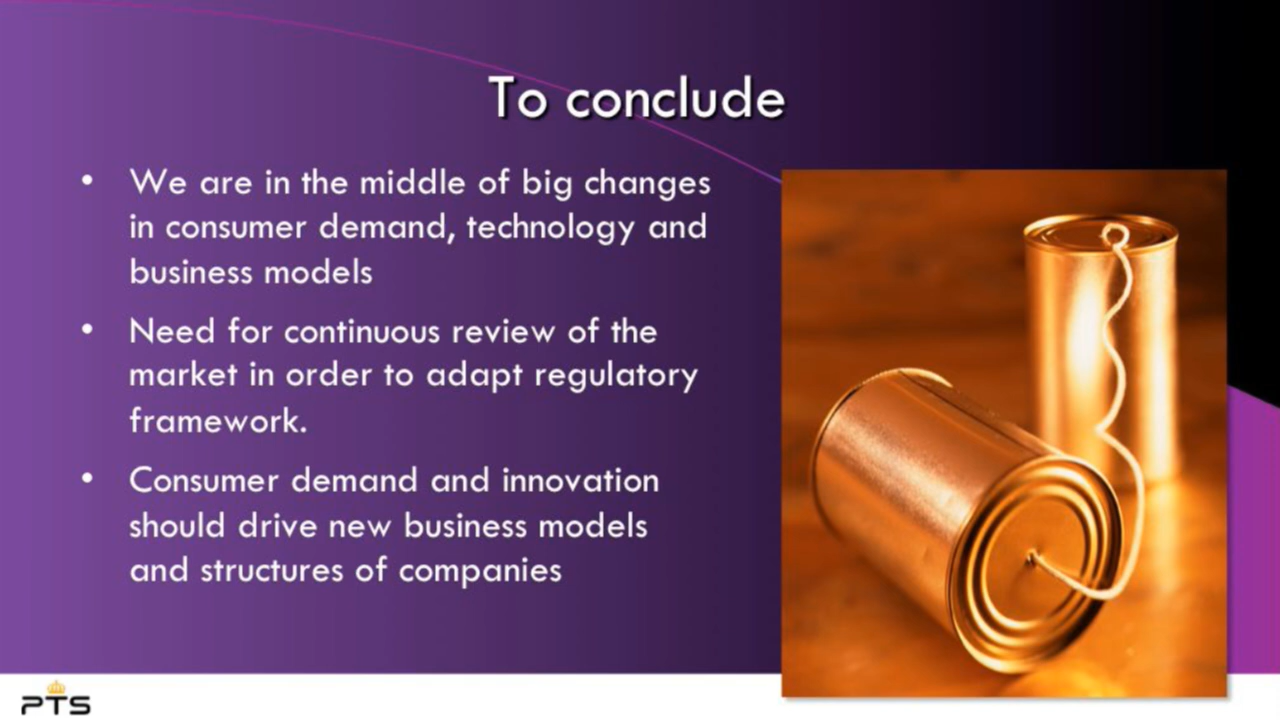 To conclude
• We are in the middle of big changes
in consumer demand, technology and
business models
• Need for continuous review of the
market in order to adapt regulatory
framework.
• Consumer demand and innovation
should drive new business models
and structures of companies
PTS